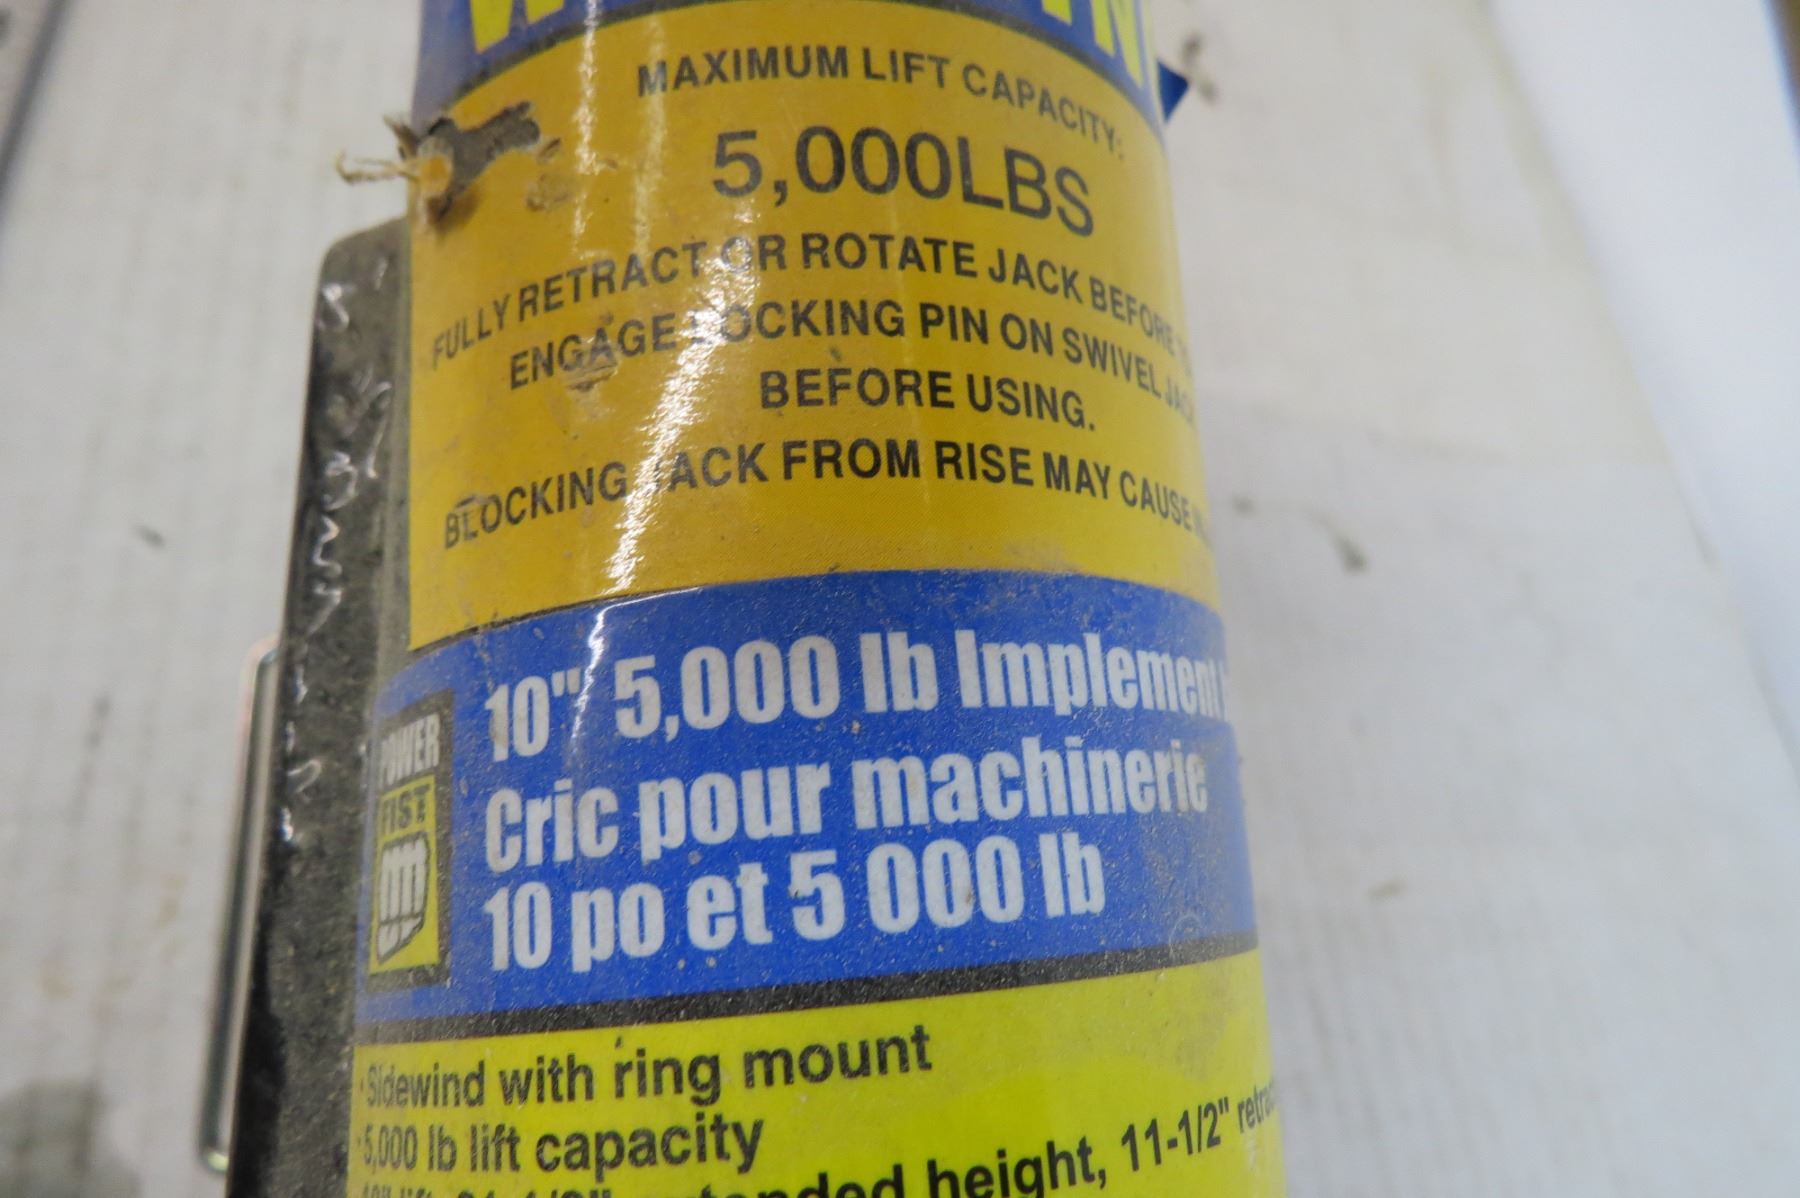 MAXIMUM LIFT CAPACITY:
5,000LBS
FULLY RETRACT OR ROTATE JACK BEFORE
ENGAGE LOCKING PIN ON SWIVEL JACK
BEFORE USING.
BLOCKING JACK FROM RISE MAY CAUSE
POWER
FIST
10" 5,000 lb Implement
Cric pour machinerie
10 po et 5 000 lb
·Sidewind with ring mount
·5,000 lb lift capacity
height, 11-1/2"